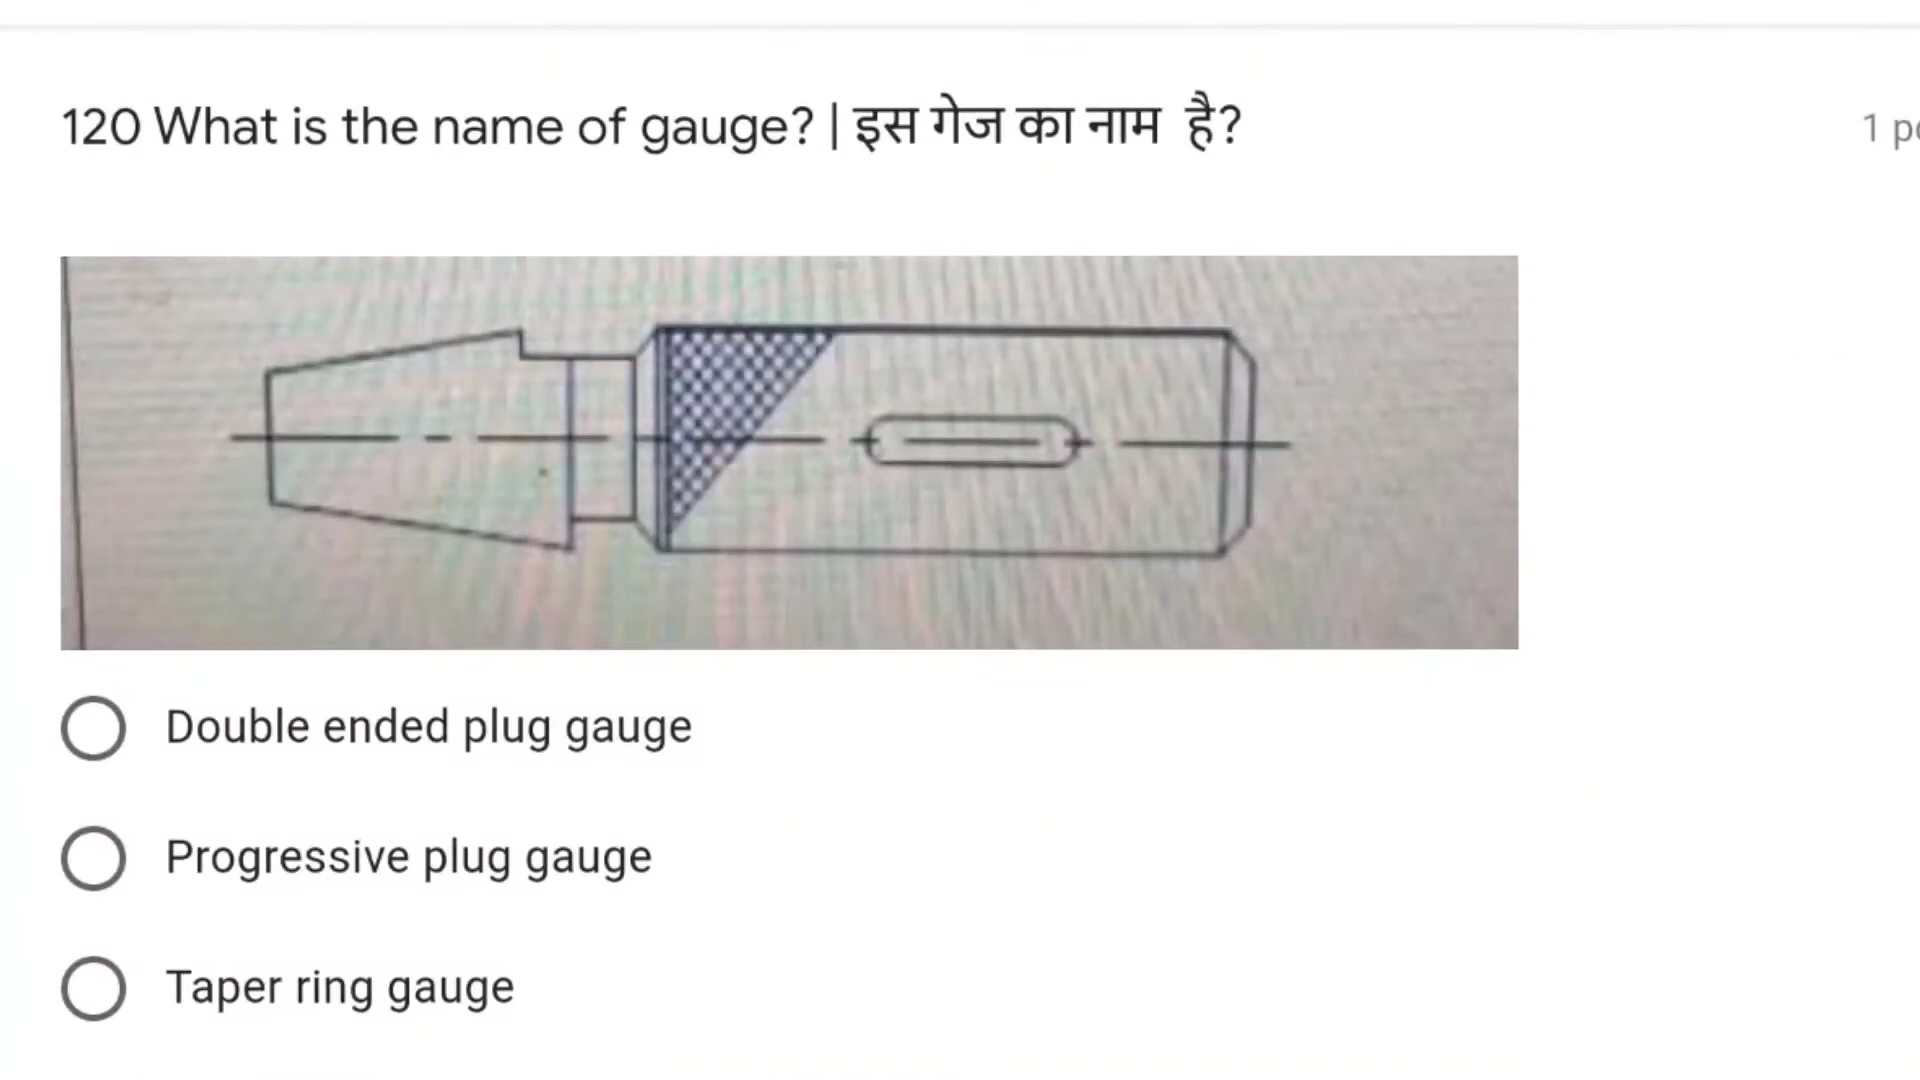 120 What is the name of gauge? | इस गेज का नाम है?
1
Double ended plug gauge
Progressive plug gauge
Taper ring gauge